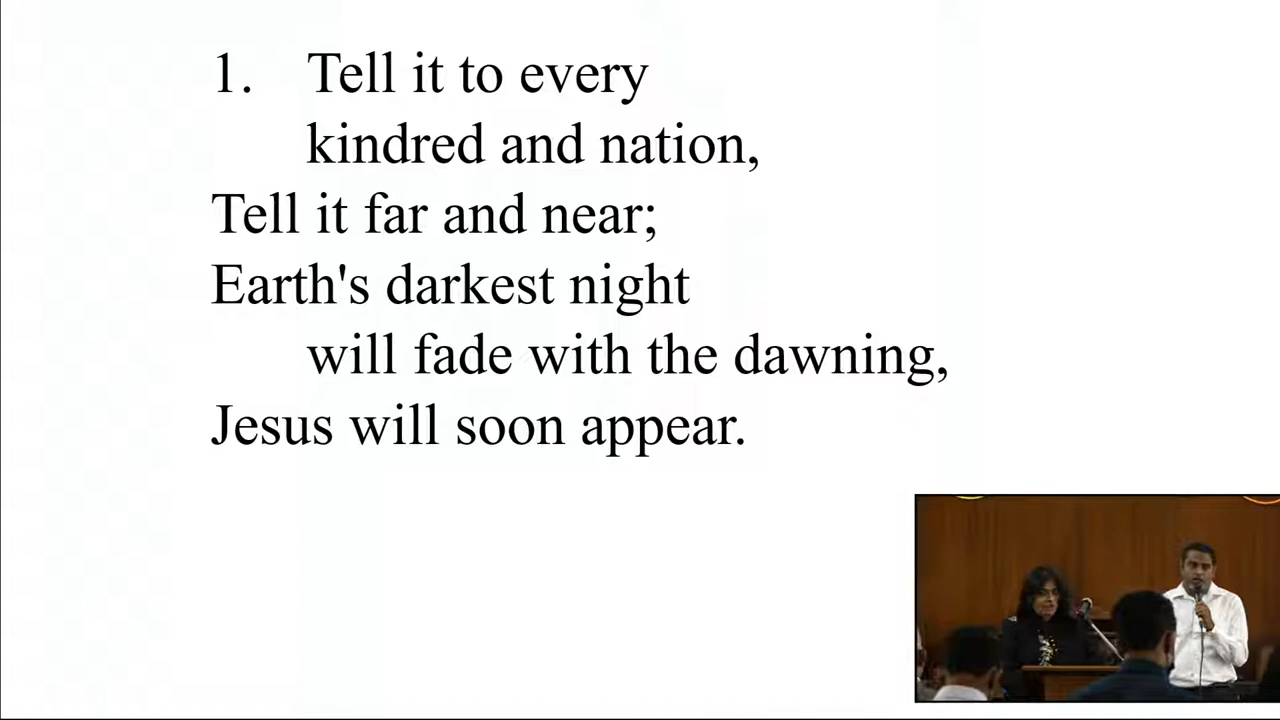 1. Tell it to every
kindred and nation,
Tell it far and near;
Earth's darkest night
will fade with the dawning,
Jesus will soon appear.